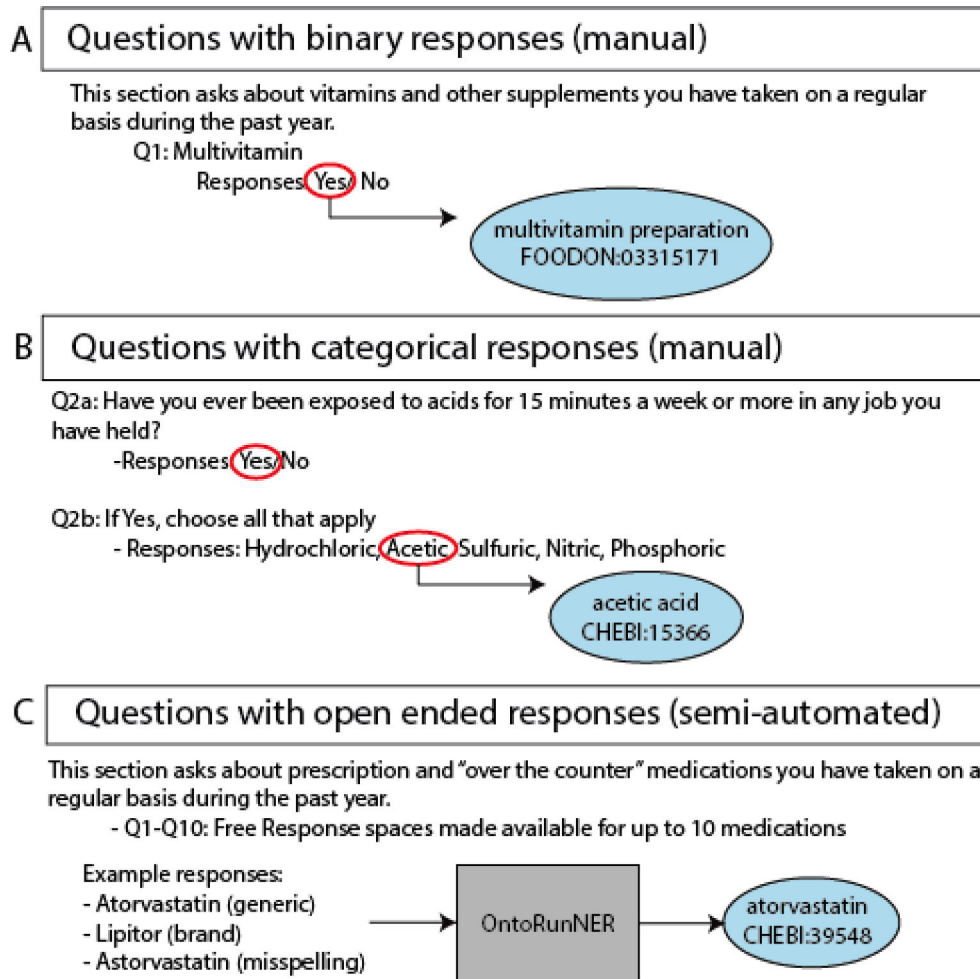 A Questions with binary responses (manual)
This section asks about vitamins and other supplements you have taken on a regular
basis during the past year.
Q1: Multivitamin
Responses Yes/ No
multivitamin preparation
FOODON:03315171
B Questions with categorical responses (manual)
Q2a: Have you ever been exposed to acids for 15 minutes a week or more in any job you
have held?
-Responses Yes/No
Q2b: If Yes, choose all that apply
- Responses: Hydrochloric, Acetic Sulfuric, Nitric, Phosphoric
acetic acid
CHEBI:15366
C Questions with open ended responses (semi-automated)
This section asks about prescription and “over the counter” medications you have taken on a
regular basis during the past year.
- Q1-Q10: Free Response spaces made available for up to 10 medications
Example responses:
- Atorvastatin (generic)
- Lipitor (brand)
- Astorvastatin (misspelling)
OntoRunNER
atorvastatin
CHEBI:39548